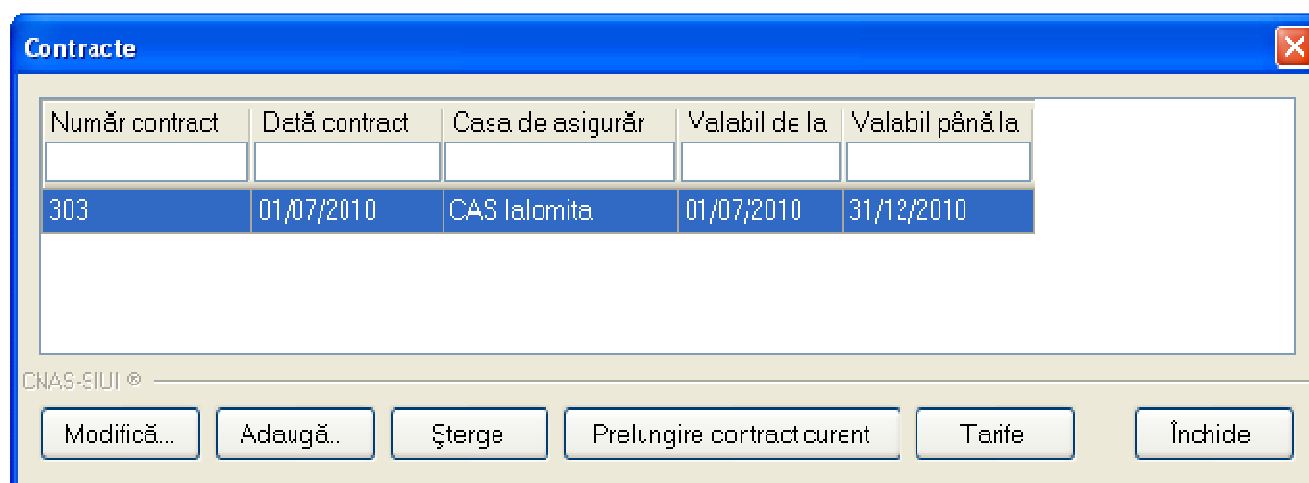 Contracte
Număr contract Dată contract Casa de asigurăr Valabil de la Valabil până la
303 01/07/2010 CAS Ialomita 01/07/2010 31/12/2010
CNAS-SIUI ®
Modifică... Adaugă.. Şterge Prelungire contract curent Tarife Închide